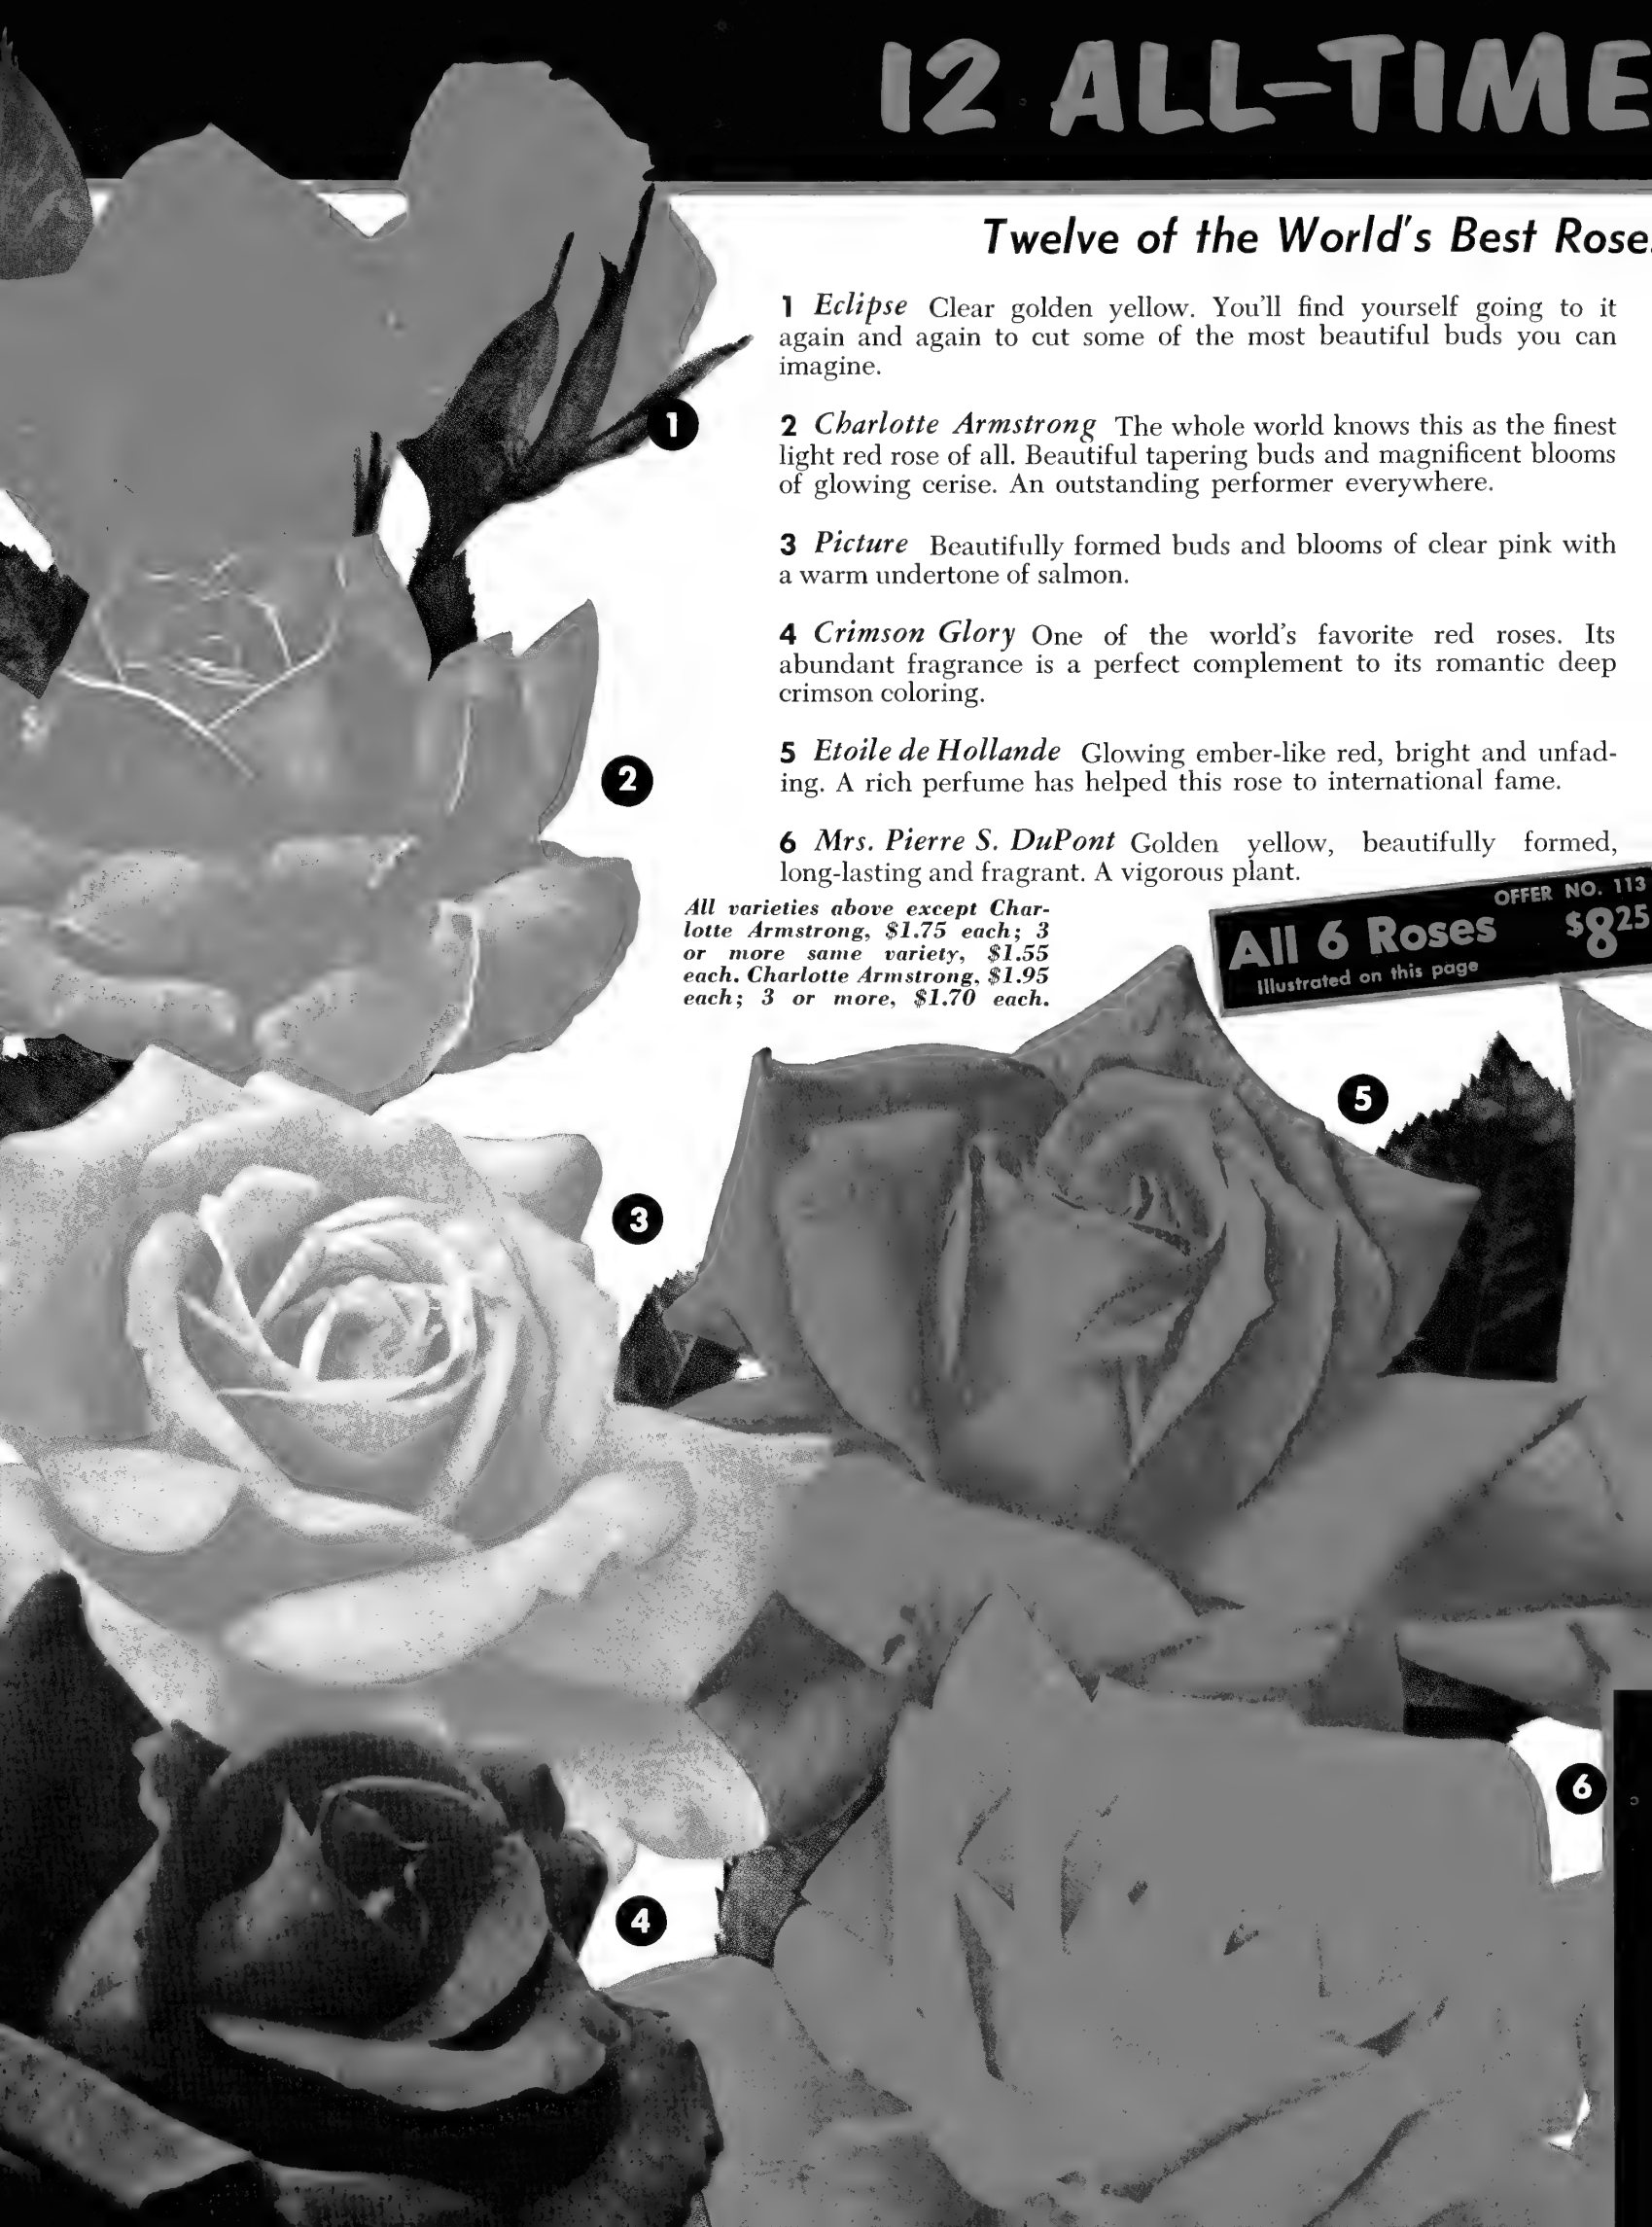 12 ALL-TIME
Twelve of the World's Best Rose
1 Eclipse Clear golden yellow. You'll find yourself going to it
again and again to cut some of the most beautiful buds you can
imagine.
2 Charlotte Armstrong The whole world knows this as the finest
light red rose of all. Beautiful tapering buds and magnificent blooms
of glowing cerise. An outstanding performer everywhere.
3 Picture Beautifully formed buds and blooms of clear pink with
a warm undertone of salmon.
4 Crimson Glory One of the world's favorite red roses. Its
abundant fragrance is a perfect complement to its romantic deep
crimson coloring.
5 Etoile de Hollande Glowing ember-like red, bright and unfad-
ing. A rich perfume has helped this rose to international fame.
6 Mrs. Pierre S. DuPont Golden yellow, beautifully formed,
long-lasting and fragrant. A vigorous plant.
All varieties above except Char-
lotte Armstrong, $1.75 each; 3
or more same variety, $1.55
each. Charlotte Armstrong, $1.95
each; 3 or more, $1.70 each.
OFFER NO. 113
All 6 Roses $825
Illustrated on this page
1
2
3
5
6
4